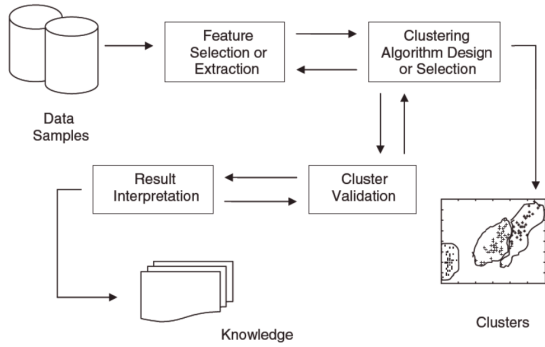 Feature
Selection or
Extraction
Clustering
Algorithm Design
or Selection
Data
Samples
Result
Interpretation
Cluster
Validation
Knowledge
Clusters